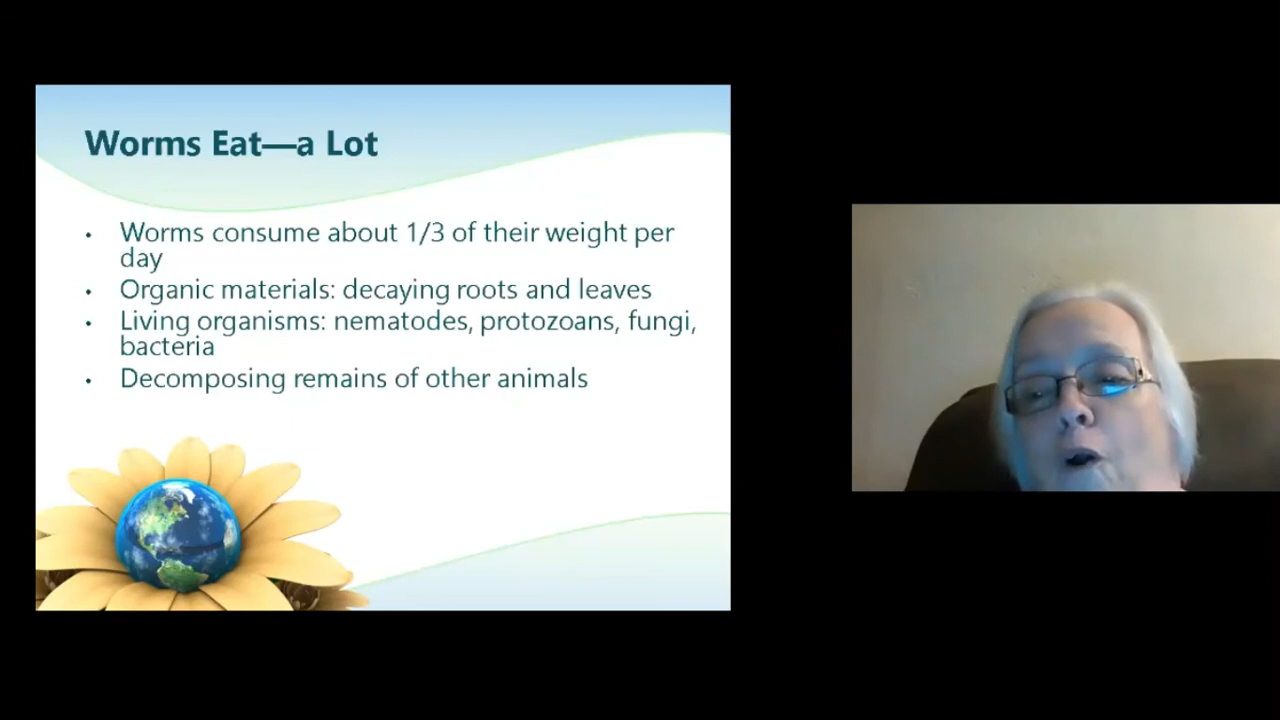 Worms Eat—a Lot
• Worms consume about 1/3 of their weight per
day
• Organic materials: decaying roots and leaves
• Living organisms: nematodes, protozoans, fungi,
bacteria
• Decomposing remains of other animals